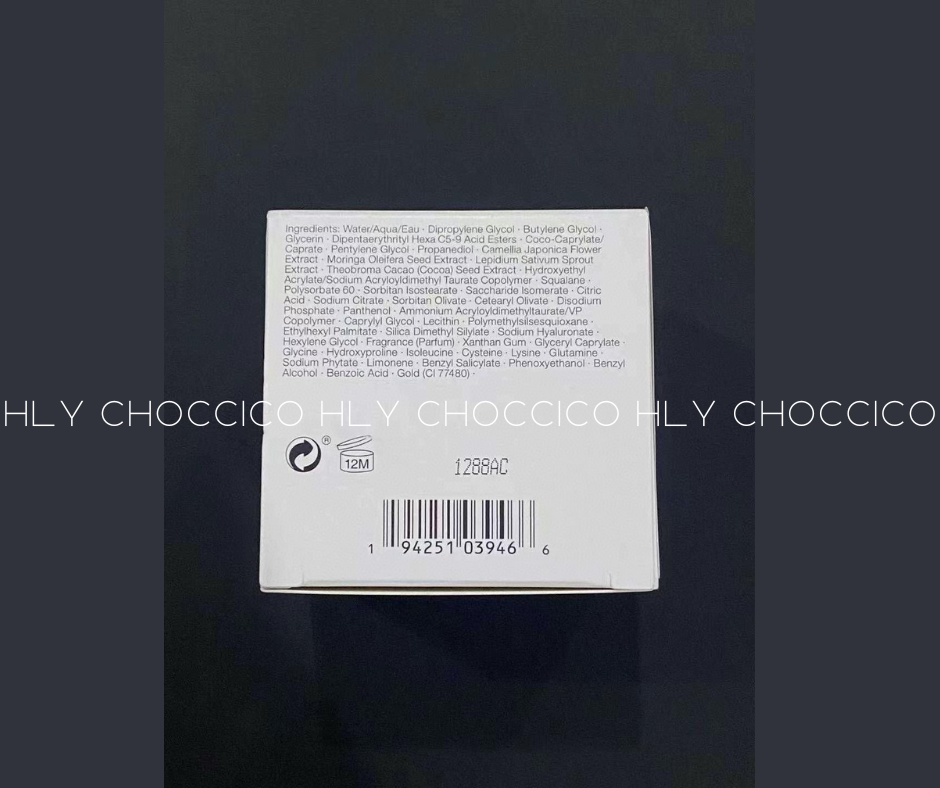 Ingredients: Water/Aqua/Eau · Dipropylene Glycol · Butylene Glycol ·
Glycerin · Dipentaerythrityl Hexa C5-9 Acid Esters · Coco-Caprylate/
Caprate · Pentylene Glycol · Propanediol · Camellia Japonica Flower
Extract · Moringa Oleifera Seed Extract · Lepidium Sativum Sprout
Extract · Theobroma Cacao (Cocoa) Seed Extract · Hydroxyethyl
Acrylate/Sodium Acryloyldimethyl Taurate Copolymer · Squalane ·
Polysorbate 60 · Sorbitan Isostearate · Saccharide Isomerate · Citric
Acid · Sodium Citrate · Sorbitan Olivate · Cetearyl Olivate · Disodium
Phosphate · Panthenol · Ammonium Acryloyldimethyltaurate/VP
Copolymer · Caprylyl Glycol · Lecithin · Polymethylsilsesquioxane ·
Ethylhexyl Palmitate · Silica Dimethyl Silylate · Sodium Hyaluronate ·
Hexylene Glycol · Fragrance (Parfum) · Xanthan Gum · Glyceryl Caprylate ·
Glycine · Hydroxyproline · Isoleucine · Cysteine · Lysine · Glutamine ·
Sodium Phytate · Limonene · Benzyl Salicylate · Phenoxyethanol · Benzyl
Alcohol · Benzoic Acid · Gold (CI 77480) ·
HLY CHOCCICO HLY CHOCCICO HLY CHOCCICO
®
12M
1288AC
1 94251 03946 6